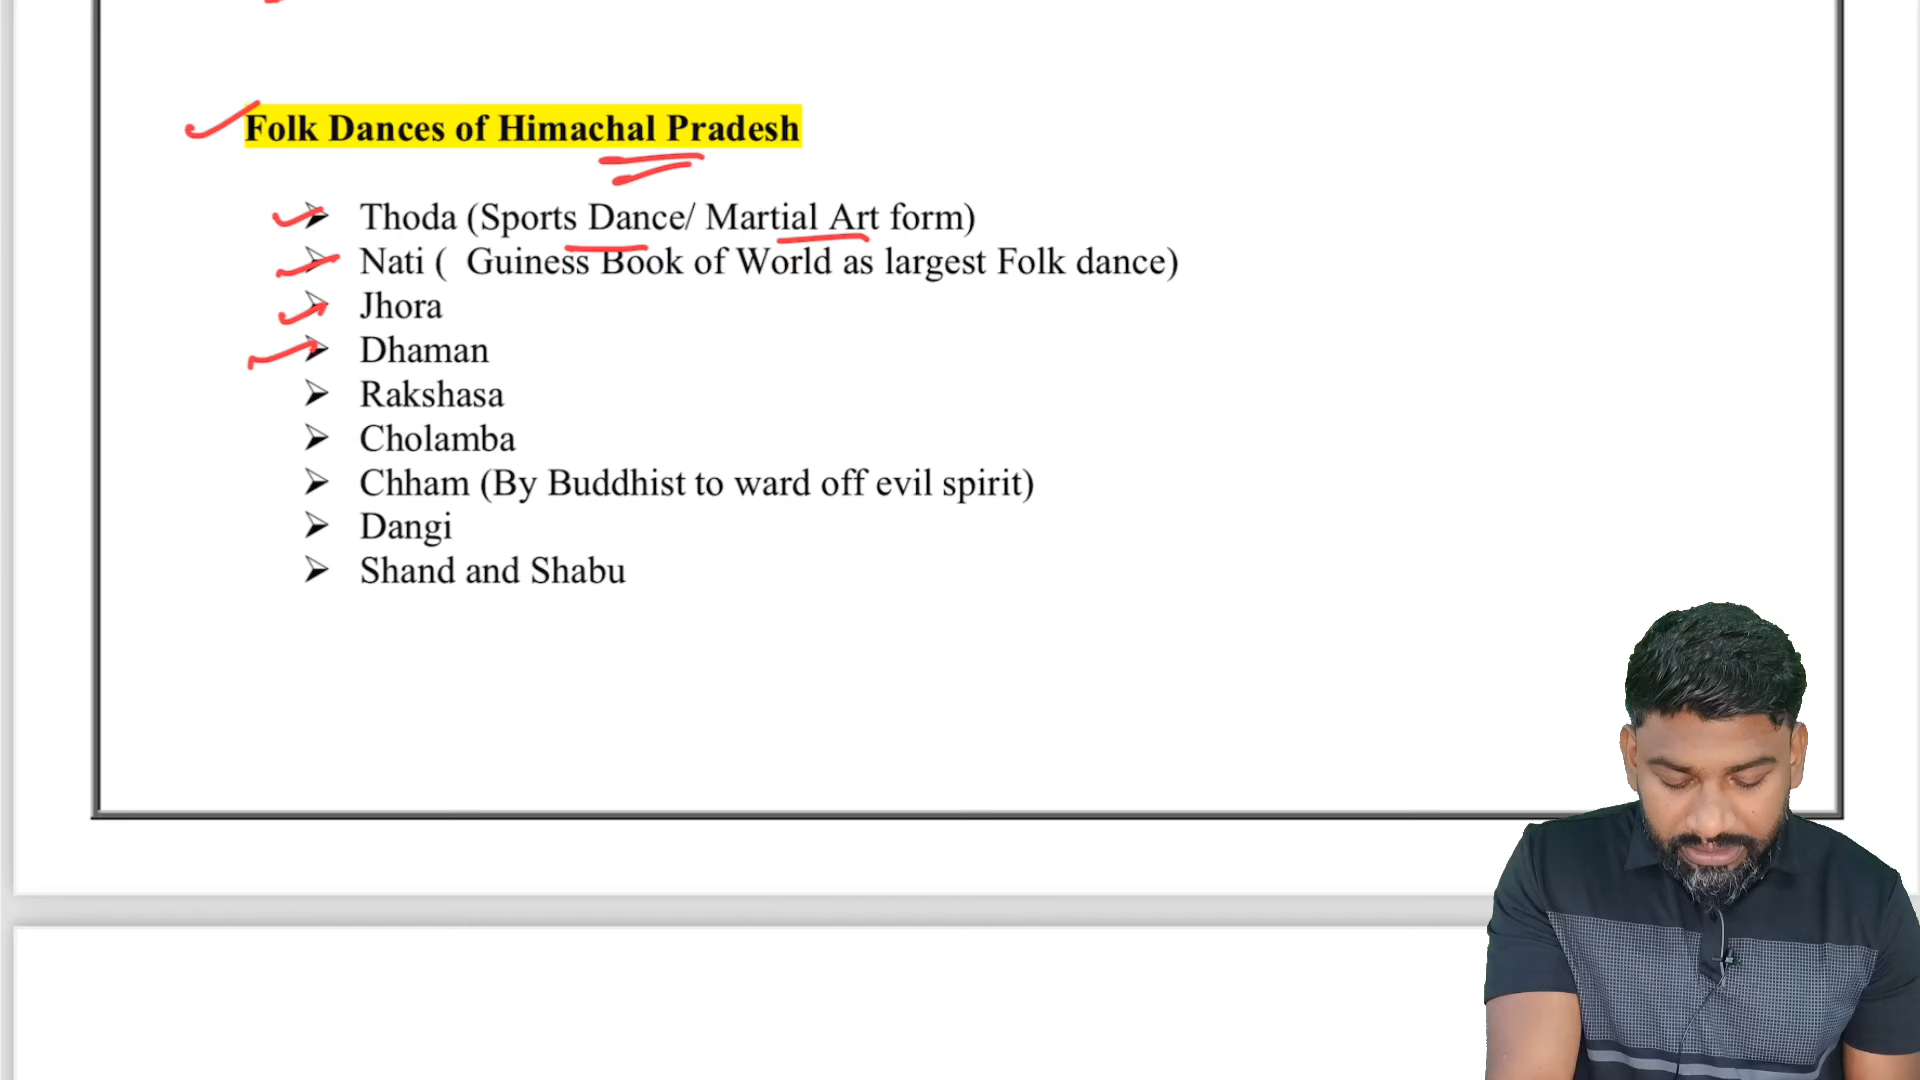 Folk Dances of Himachal Pradesh
Thoda (Sports Dance/ Martial Art form)
Nati ( Guiness Book of World as largest Folk dance)
Jhora
Dhaman
Rakshasa
Cholamba
Chham (By Buddhist to ward off evil spirit)
Dangi
Shand and Shabu